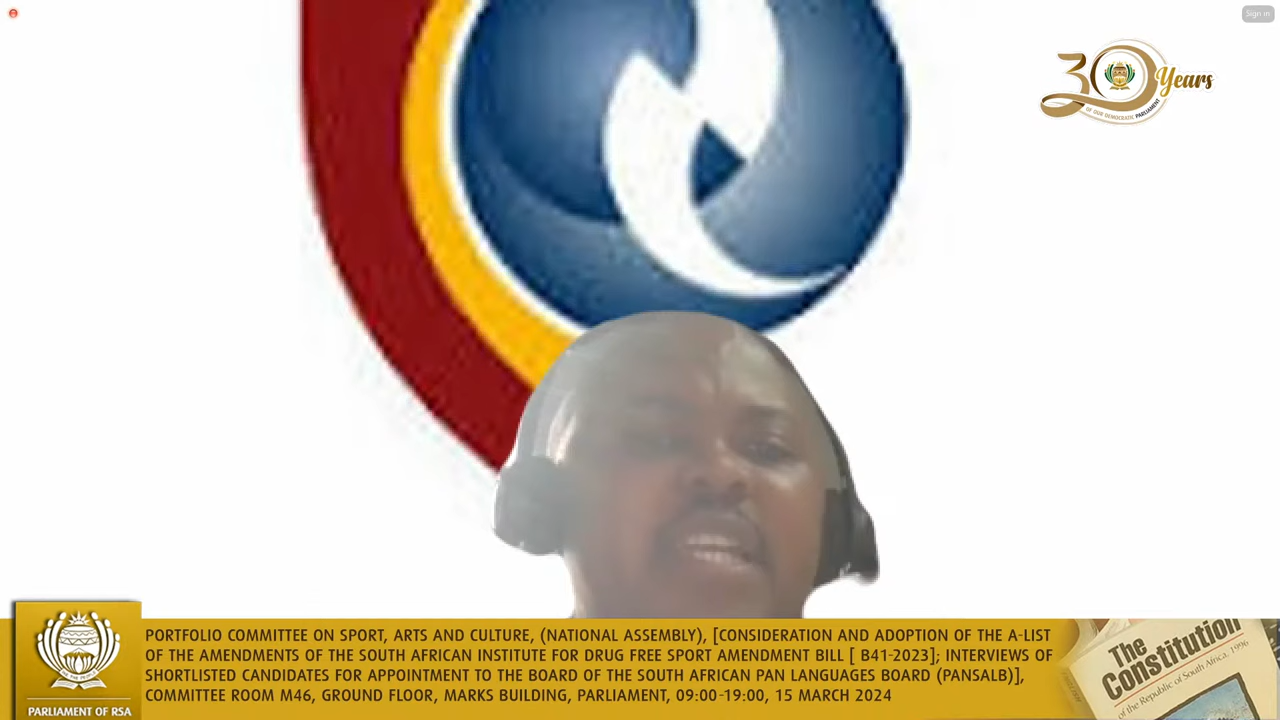 Sign in
30 Years
OF OUR DEMOCRATIC PARLIAMENT
PORTFOLIO COMMITTEE ON SPORT, ARTS AND CULTURE, (NATIONAL ASSEMBLY), [CONSIDERATION AND ADOPTION OF THE A-LIST
OF THE AMENDMENTS OF THE SOUTH AFRICAN INSTITUTE FOR DRUG FREE SPORT AMENDMENT BILL [ B41-2023]; INTERVIEWS OF
SHORTLISTED CANDIDATES FOR APPOINTMENT TO THE BOARD OF THE SOUTH AFRICAN PAN LANGUAGES BOARD (PANSALB)],
COMMITTEE ROOM M46, GROUND FLOOR, MARKS BUILDING, PARLIAMENT, 09:00-19:00, 15 MARCH 2024
PARLIAMENT OF RSA
The
Constitution
of the Republic of South Africa, 1996